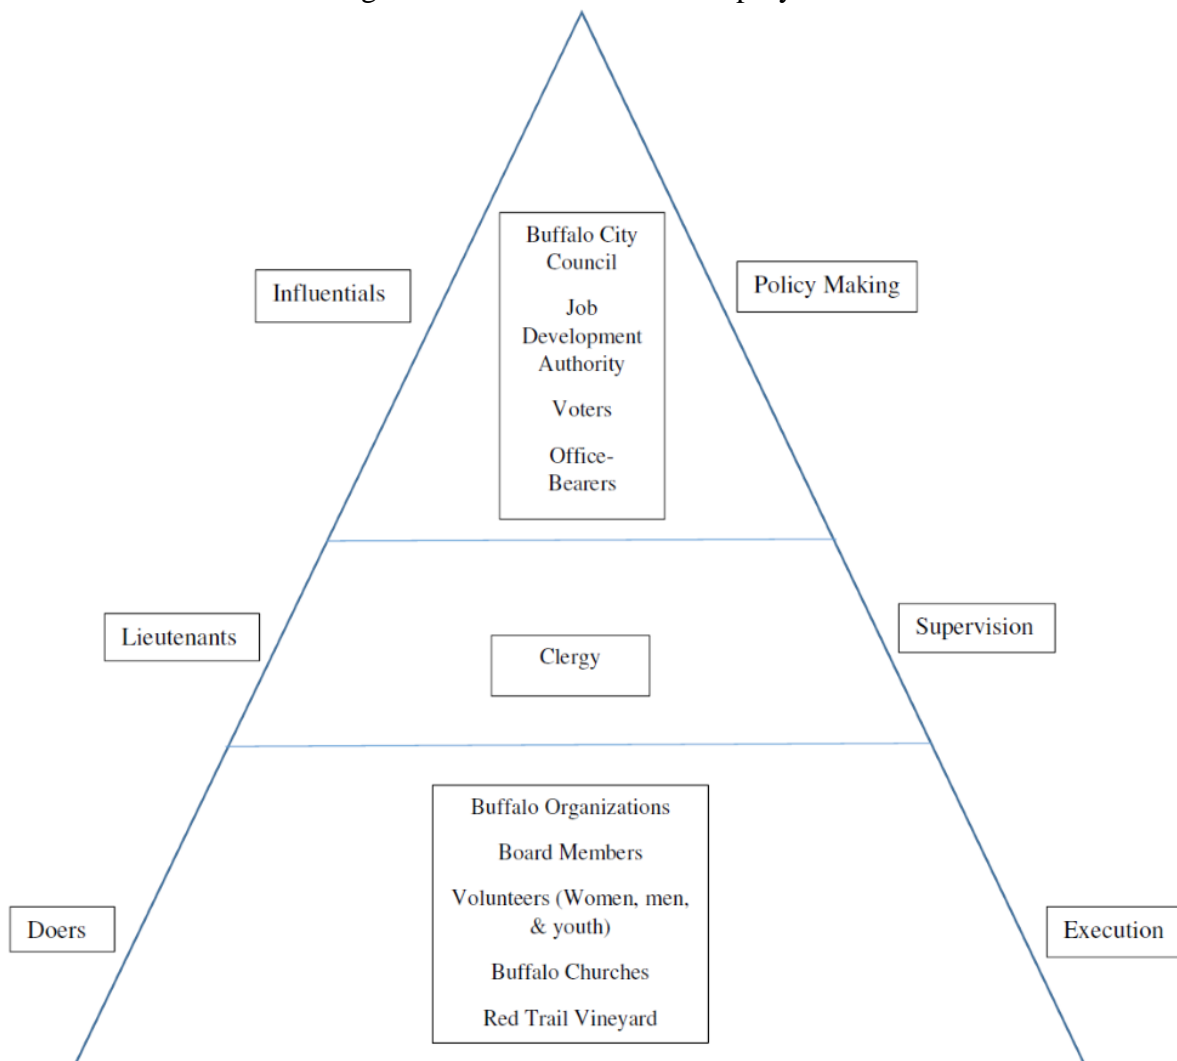 Buffalo City
Council
Job
Development
Authority
Voters
Office-
Bearers
Influentials
Policy Making
Lieutenants
Clergy
Supervision
Buffalo Organizations
Board Members
Volunteers (Women, men,
& youth)
Buffalo Churches
Red Trail Vineyard
Doers
Execution